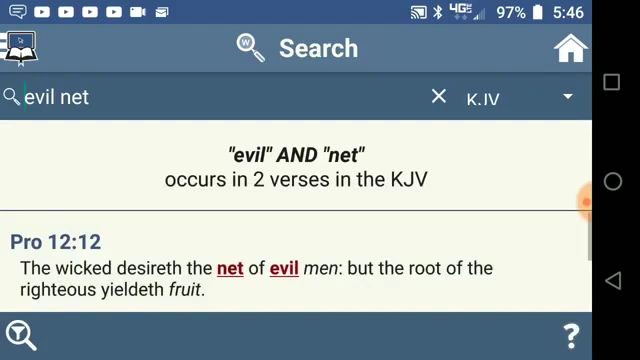 97% 5:46
Search
evil net K.IV
"evil" AND "net"
occurs in 2 verses in the KJV
Pro 12:12
The wicked desireth the net of evil men: but the root of the
righteous yieldeth fruit.
?